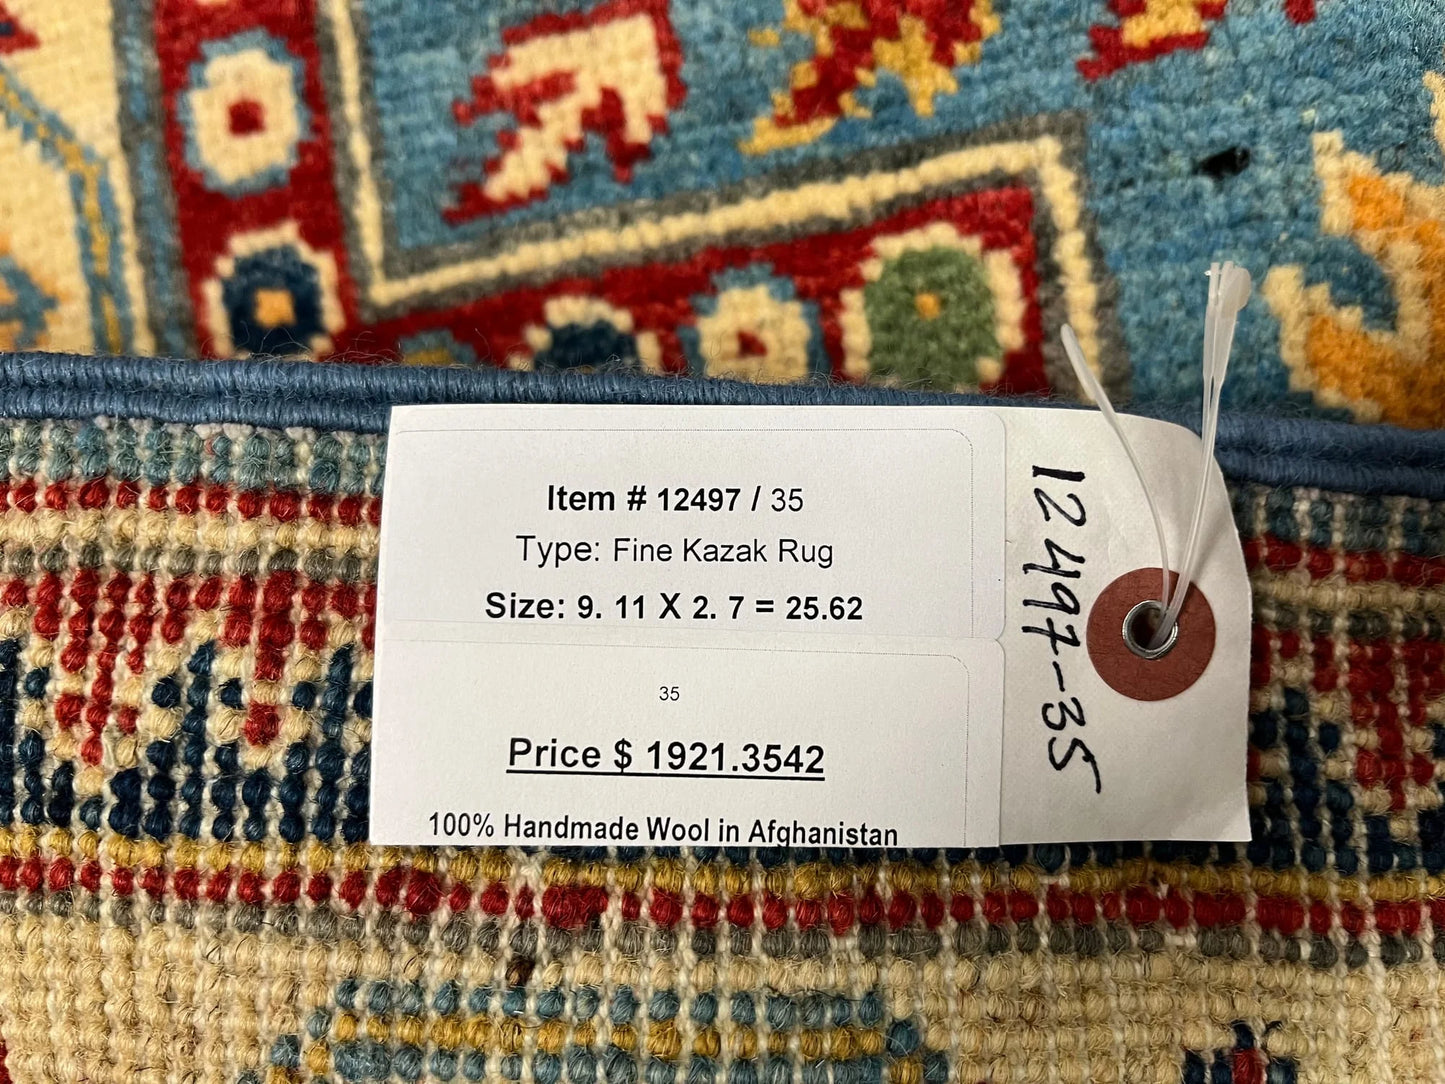 Item # 12497 / 35
Type: Fine Kazak Rug
Size: 9. 11 X 2. 7 = 25.62
35
Price $ 1921.3542
100% Handmade Wool in Afghanistan
12497-35